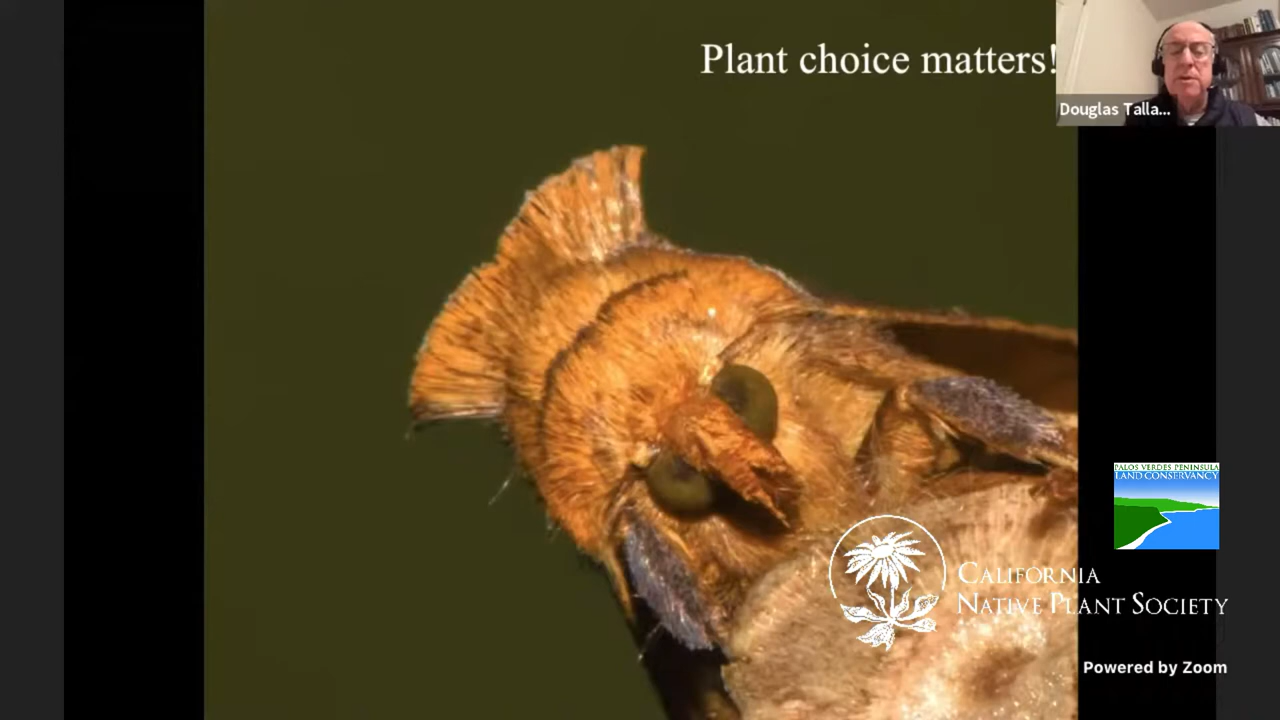 Plant choice matters!
Douglas Talla...
PALOS VERDES PENINSULA
LAND CONSERVANCY
CALIFORNIA
NATIVE PLANT SOCIETY
Powered by Zoom